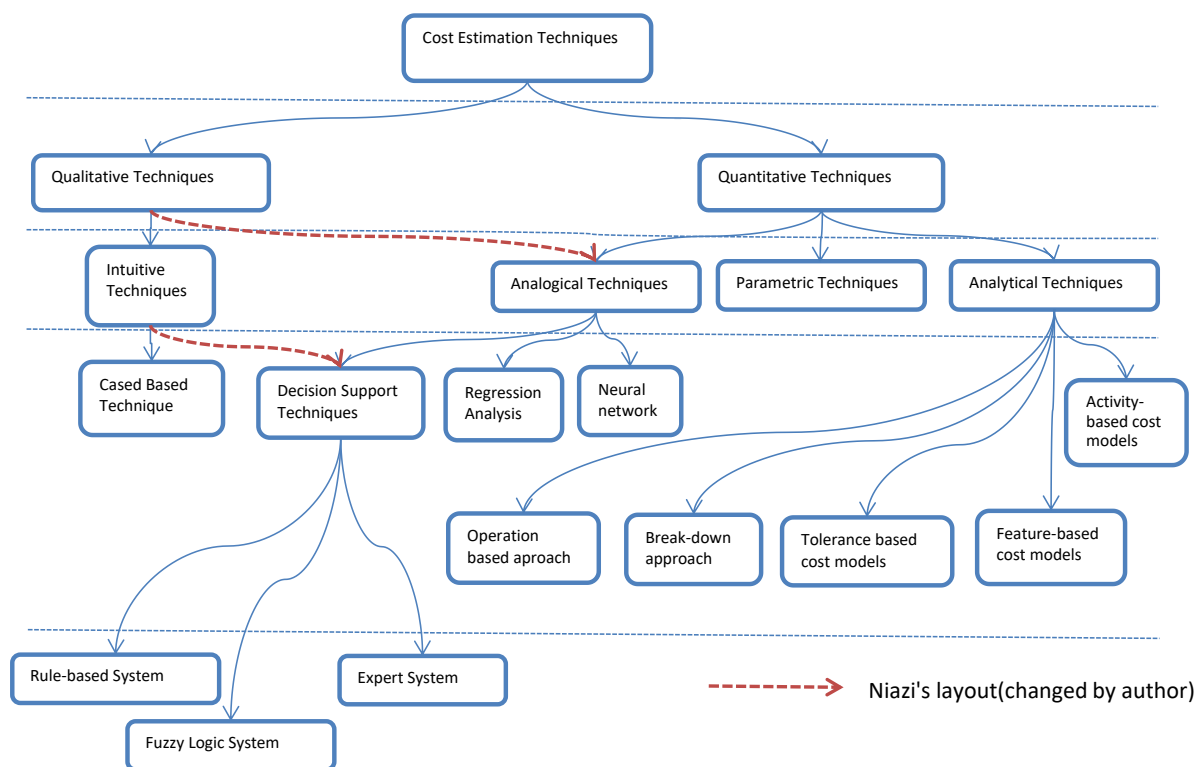 Cost Estimation Techniques
Qualitative Techniques
Quantitative Techniques
Intuitive
Techniques
Analogical Techniques
Parametric Techniques
Analytical Techniques
Cased Based
Technique
Decision Support
Techniques
Regression
Analysis
Neural
network
Activity-
based cost
models
Operation
based aproach
Break-down
approach
Tolerance based
cost models
Feature-based
cost models
Rule-based System
Expert System
Fuzzy Logic System
Niazi's layout(changed by author)